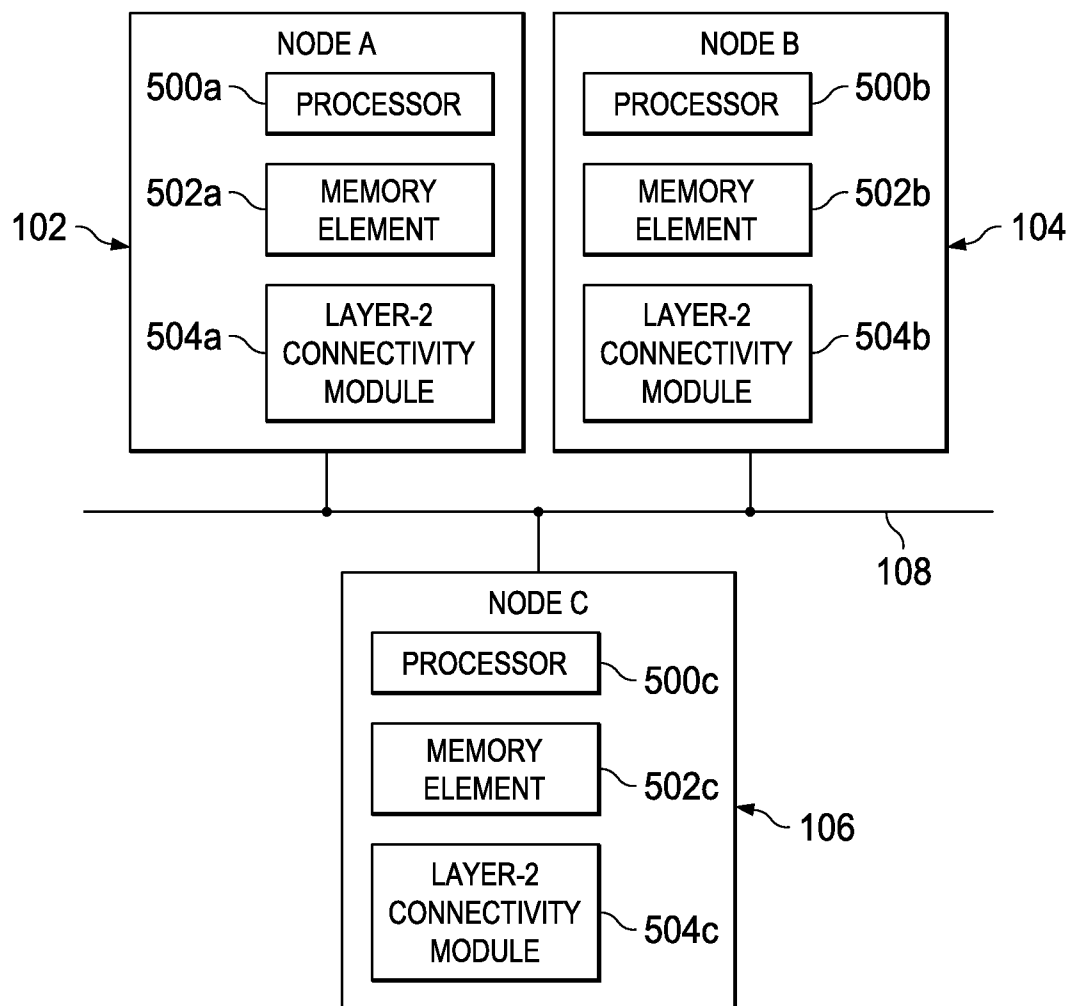 NODE A
500a
PROCESSOR
502a
MEMORY
ELEMENT
102
504a
LAYER-2
CONNECTIVITY
MODULE
NODE B
PROCESSOR
500b
MEMORY
ELEMENT
502b
104
LAYER-2
CONNECTIVITY
MODULE
504b
108
NODE C
PROCESSOR
500c
MEMORY
ELEMENT
502c
106
LAYER-2
CONNECTIVITY
MODULE
504c